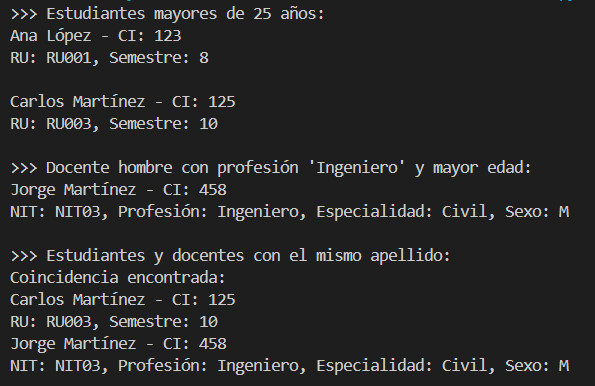 >>> Estudiantes mayores de 25 años:
Ana López - CI: 123
RU: RU001, Semestre: 8

Carlos Martínez - CI: 125
RU: RU003, Semestre: 10

>>> Docente hombre con profesión 'Ingeniero' y mayor edad:
Jorge Martínez - CI: 458
NIT: NIT03, Profesión: Ingeniero, Especialidad: Civil, Sexo: M

>>> Estudiantes y docentes con el mismo apellido:
Coincidencia encontrada:
Carlos Martínez - CI: 125
RU: RU003, Semestre: 10
Jorge Martínez - CI: 458
NIT: NIT03, Profesión: Ingeniero, Especialidad: Civil, Sexo: M